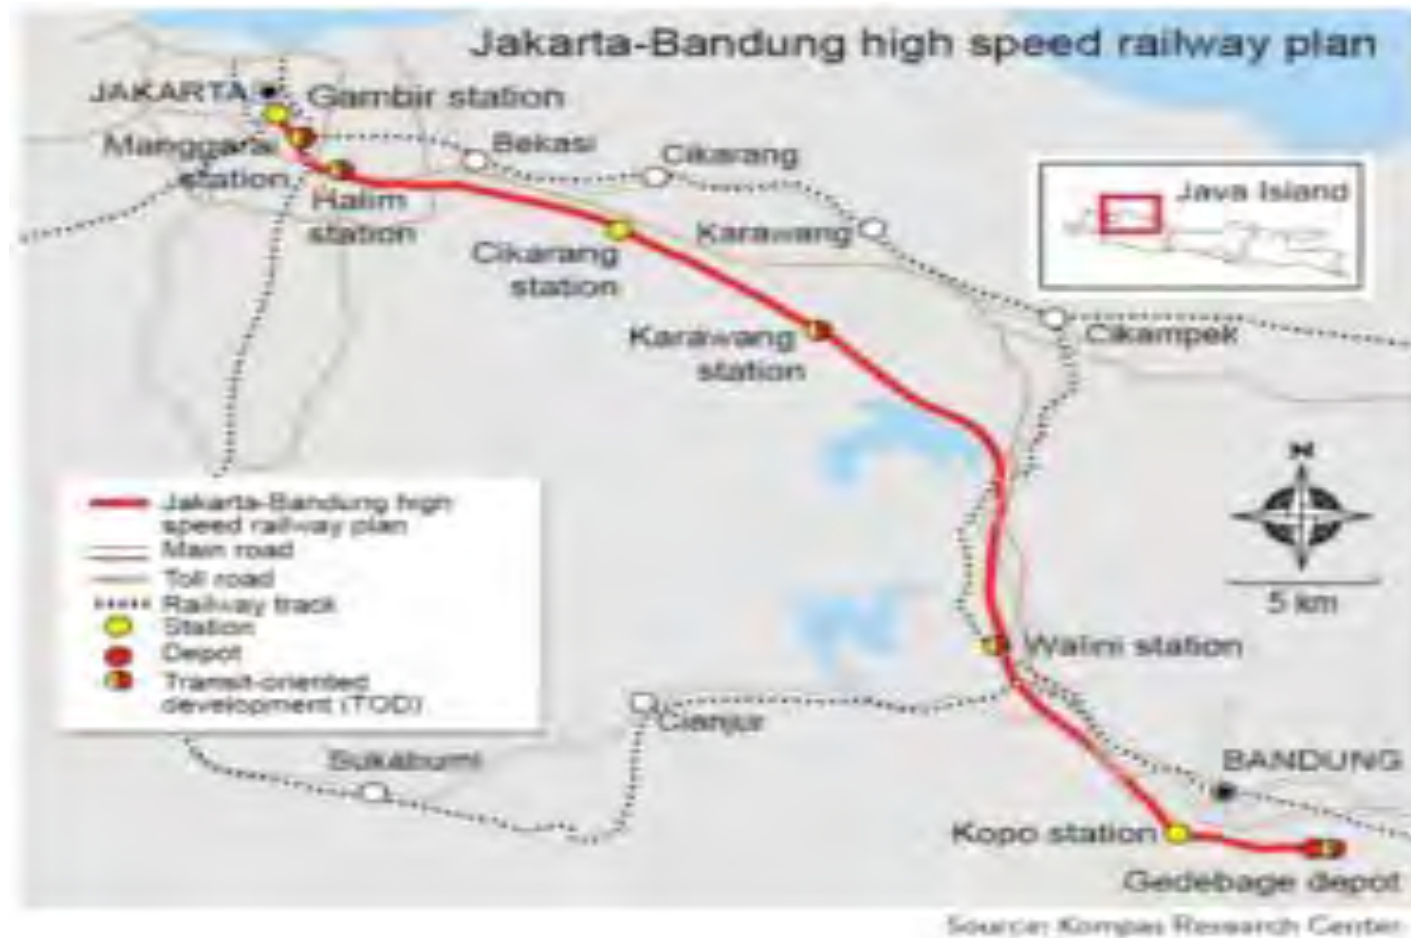 Jakarta-Bandung high speed railway plan
JAKARTA
Gambir station
Manggarai
station
Halim
station
Bekasi
Cikarang
Cikarang
station
Karawang
Karawang
station
Cikampek
Java Island
N
5 km
Jakarta-Bandung high
speed railway plan
Main road
Toll road
Railway track
Station
Depot
Transit-oriented
development (TOD)
Walini station
Cianjur
Sukabumi
BANDUNG
Kopo station
Gedebage depot
Source: Kompas Research Center